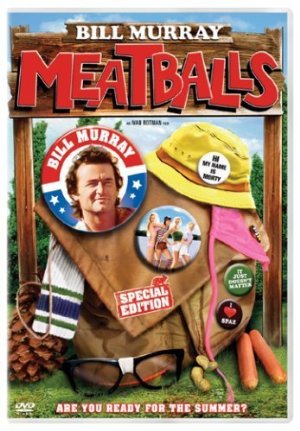 BILL MURRAY
MEATBALLS
AN IVAN REITMAN FILM
BILL MURRAY
HI
MY NAME
IS
MORTY
IT
JUST
DOESN'T
MATTER
I ♥
SPAZ
SPECIAL
EDITION
DVD
ARE YOU READY FOR THE SUMMER?